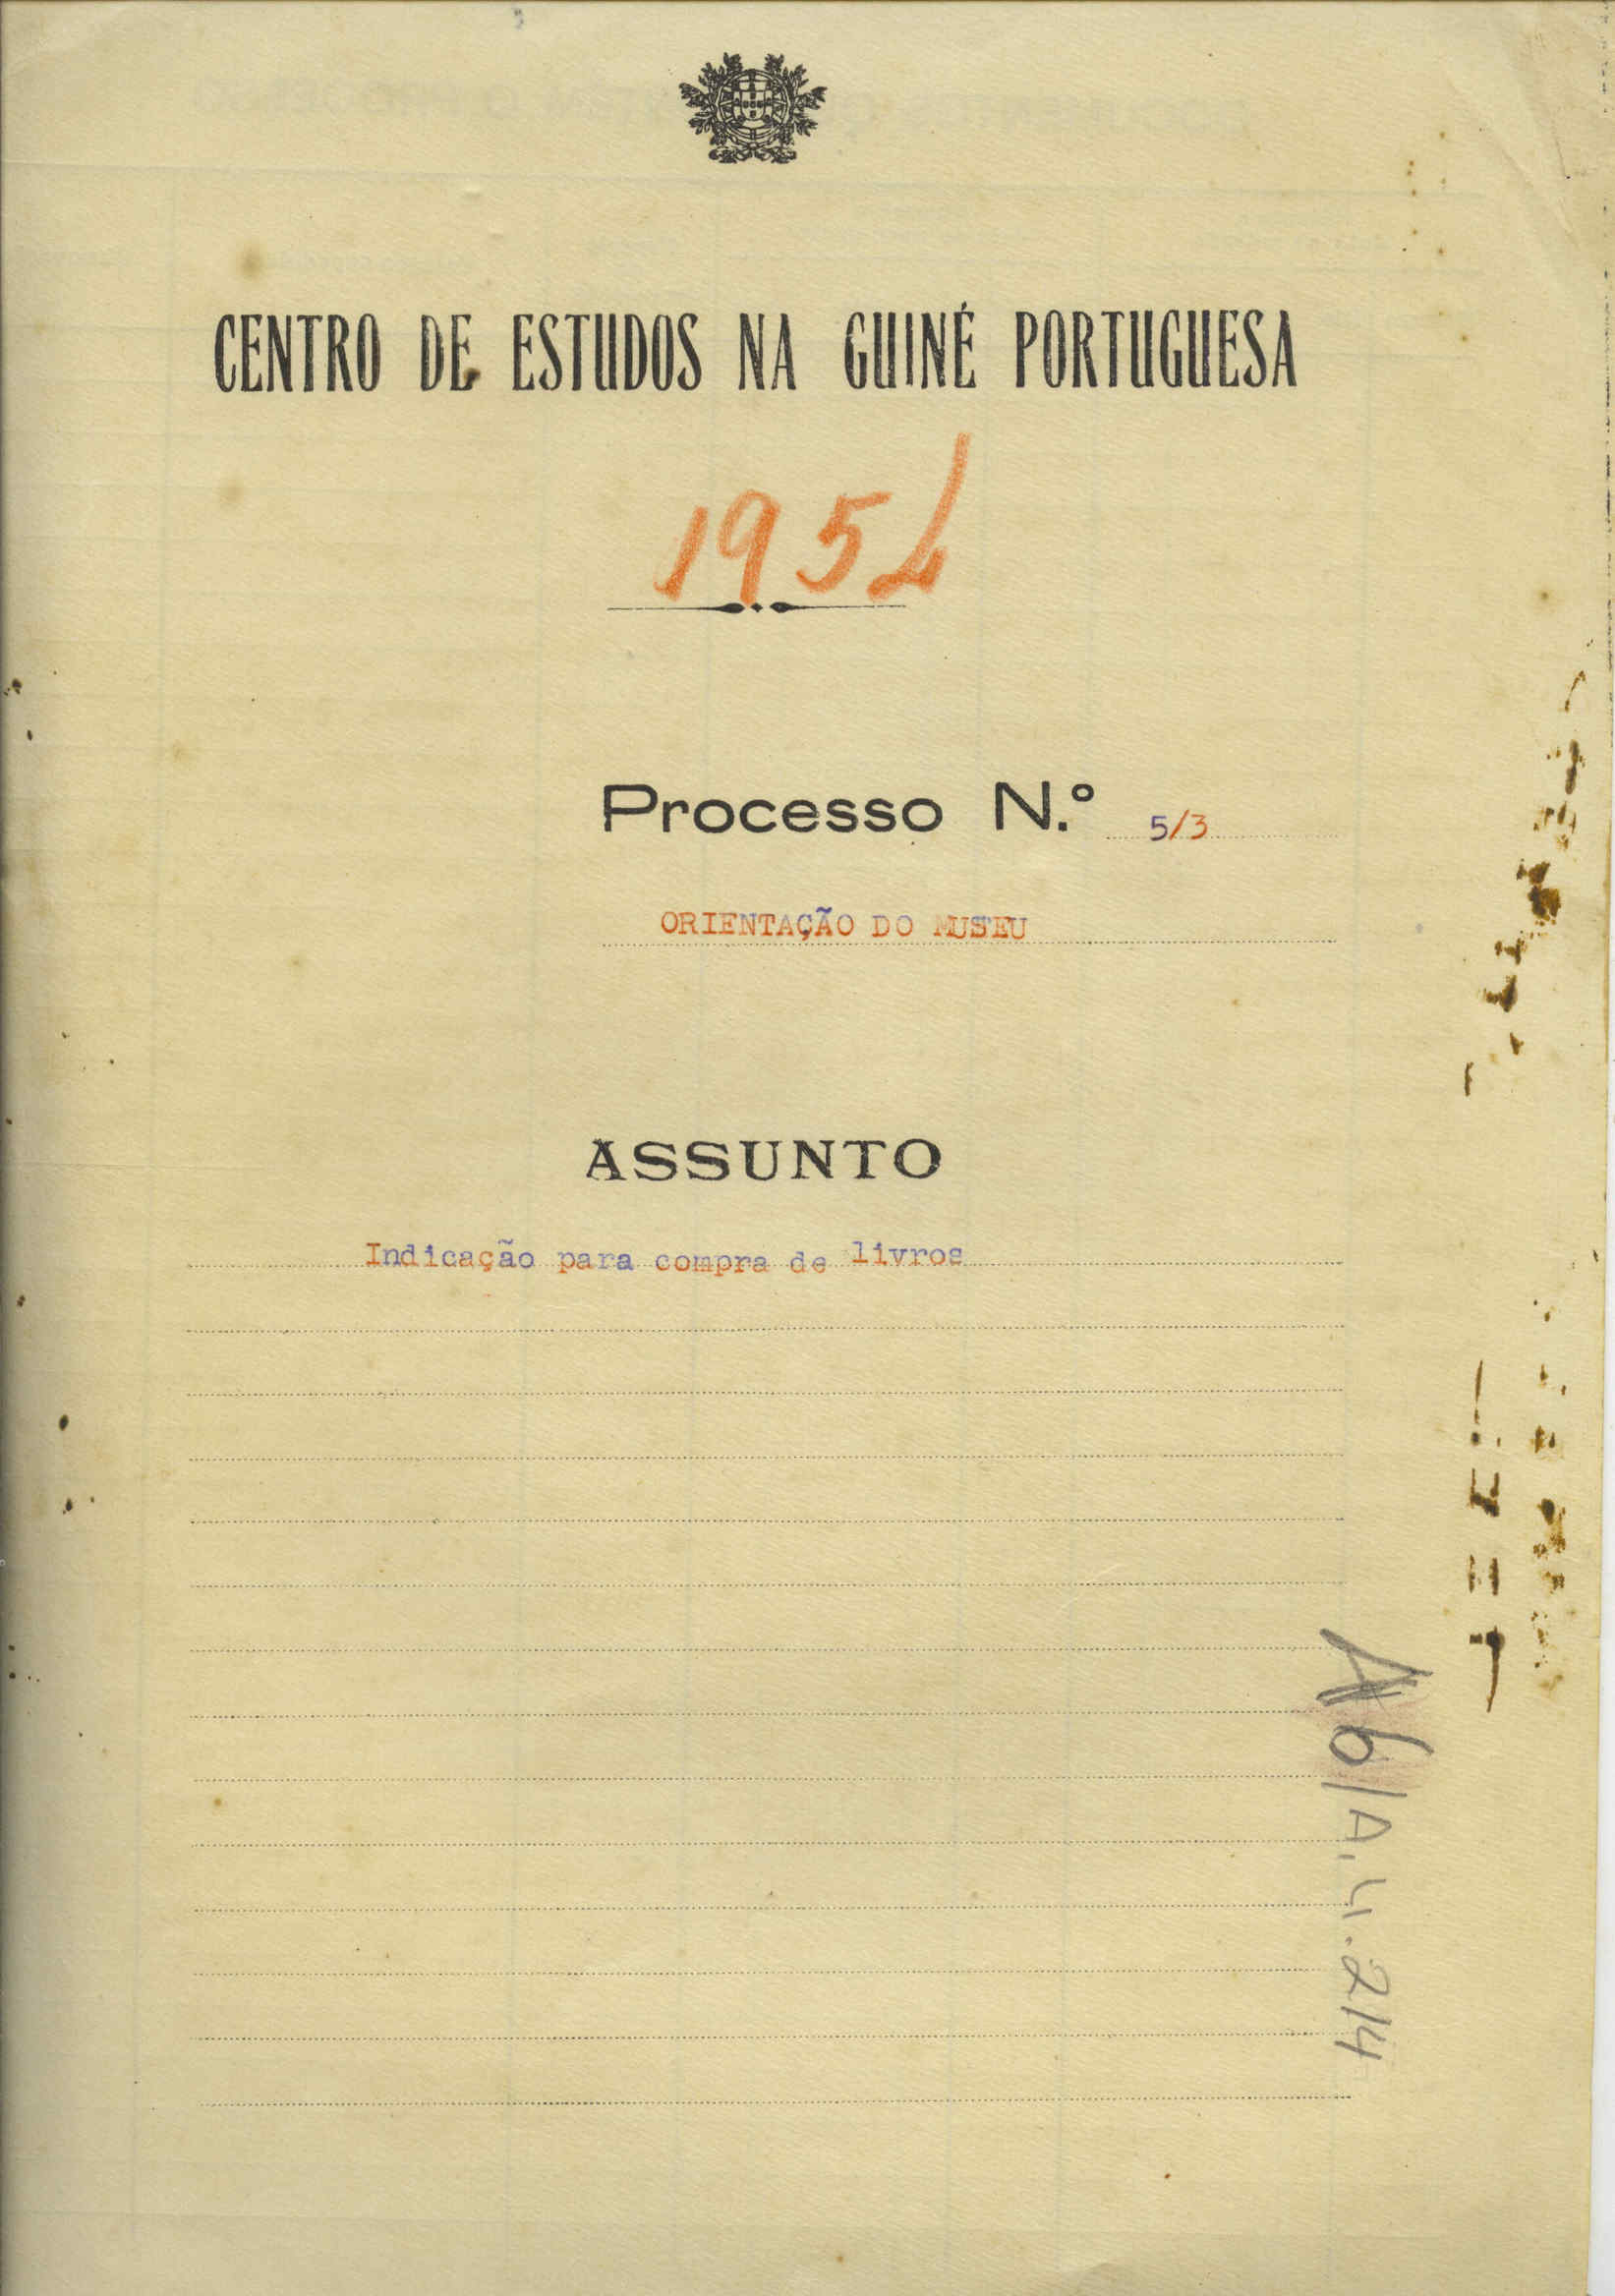 CENTRO DE ESTUDOS NA GUINÉ PORTUGUESA
1954
Processo N.º 5/3
ORIENTAÇÃO DO MUSEU
ASSUNTO
Indicação para compra de livros
A6/A.4.214